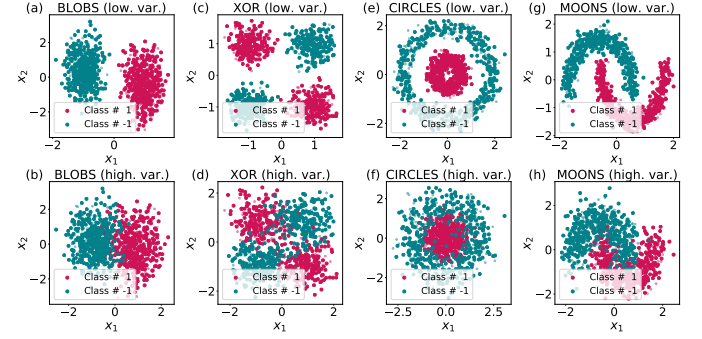 (a) BLOBS (low. var.)
(c) XOR (low. var.)
(e) CIRCLES (low. var.)
(g) MOONS (low. var.)
x2
2
0
−2
Class # 1
Class # -1
−2
0
2
x1
x2
1
0
−1
Class # 1
Class # -1
−1
0
1
x1
x2
2
1
0
−1
−2
Class # 1
Class # -1
−2
0
2
x1
x2
2
1
0
−1
−2
Class # 1
Class # -1
−2
0
2
x1
(b) BLOBS (high. var.)
(d) XOR (high. var.)
(f) CIRCLES (high. var.)
(h) MOONS (high. var.)
x2
2
0
−2
Class # 1
Class # -1
−2
0
2
x1
x2
2
0
−2
Class # 1
Class # -1
−2
−1
0
1
2
x1
x2
2
0
−2
Class # 1
Class # -1
−2.5
0.0
2.5
x1
x2
2
0
−2
Class # 1
Class # -1
−2
0
2
x1